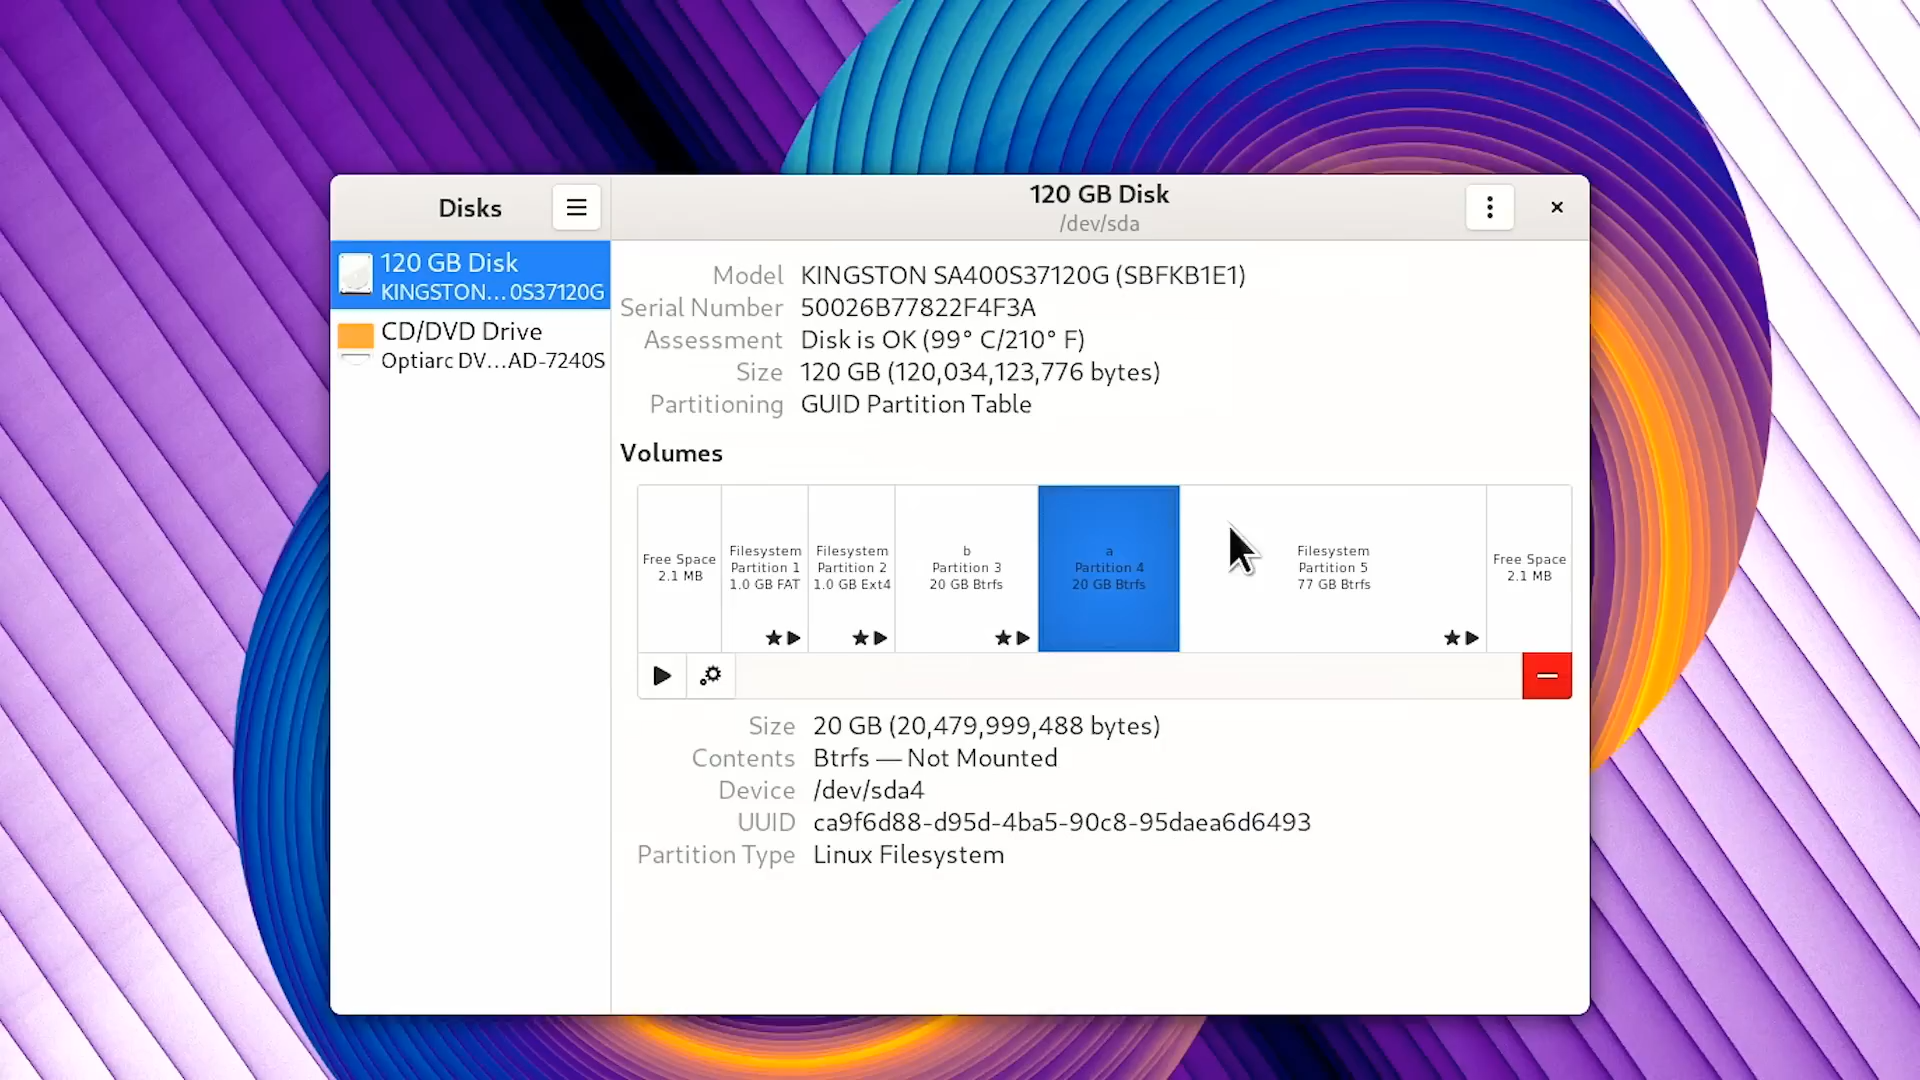 Disks
120 GB Disk
/dev/sda
120 GB Disk
KINGSTON...0S37120G
CD/DVD Drive
Optiarc DV...AD-7240S
Model KINGSTON SA400S37120G (SBFKB1E1)
Serial Number 50026B77822F4F3A
Assessment Disk is OK (99° C/210° F)
Size 120 GB (120,034,123,776 bytes)
Partitioning GUID Partition Table
Volumes
Free Space
2.1 MB
Filesystem
Partition 1
1.0 GB FAT
Filesystem
Partition 2
1.0 GB Ext4
b
Partition 3
20 GB Btrfs
a
Partition 4
20 GB Btrfs
Filesystem
Partition 5
77 GB Btrfs
Free Space
2.1 MB
Size 20 GB (20,479,999,488 bytes)
Contents Btrfs — Not Mounted
Device /dev/sda4
UUID ca9f6d88-d95d-4ba5-90c8-95daea6d6493
Partition Type Linux Filesystem